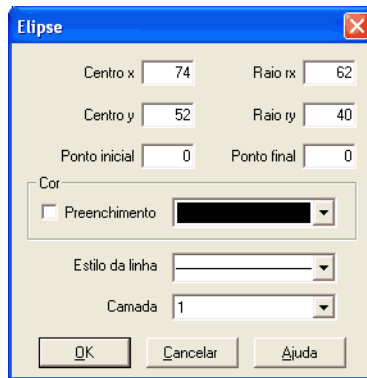 Elipse
Centro x 74 Raio rx 62
Centro y 52 Raio ry 40
Ponto inicial 0 Ponto final 0
Cor
Preenchimento
Estilo da linha
Camada 1
OK Cancelar Ajuda